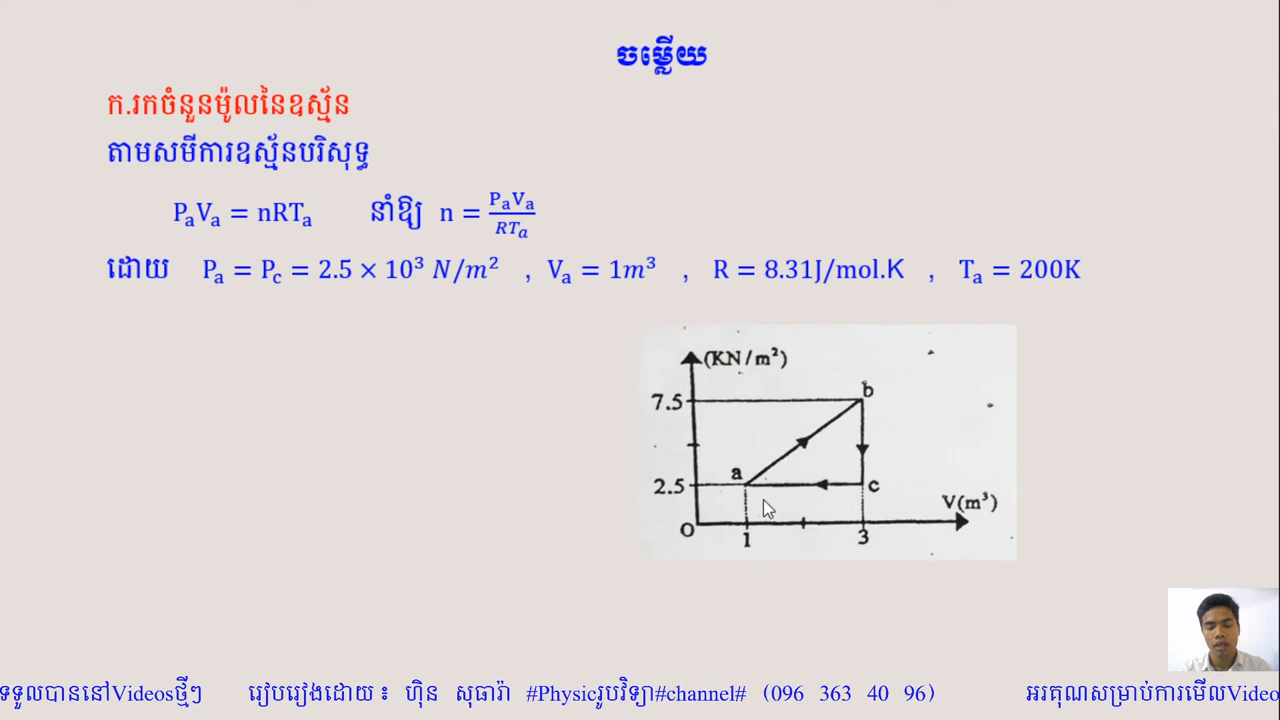 ចម្លើយ
ក.រកចំនួនម៉ូលនៃឧស្ម័ន
តាមសមីការឧស្ម័នបរិសុទ្ធ
PₐVₐ = nRTₐ នាំឱ្យ n = PₐVₐ/RTₐ
ដោយ Pₐ = P_c = 2.5 × 10³ N/m² , Vₐ = 1m³ , R = 8.31J/mol.K , Tₐ = 200K
(KN/m²)
7.5
b
a
2.5
c
V(m³)
O
1
3
ទទួលបាននៅVideosថ្មីៗ រៀបរៀងដោយ ៖ ហ៊ិន សុធារ៉ា #Physicរូបវិទ្យា#channel# (096 363 40 96) អរគុណសម្រាប់ការមើលVideo